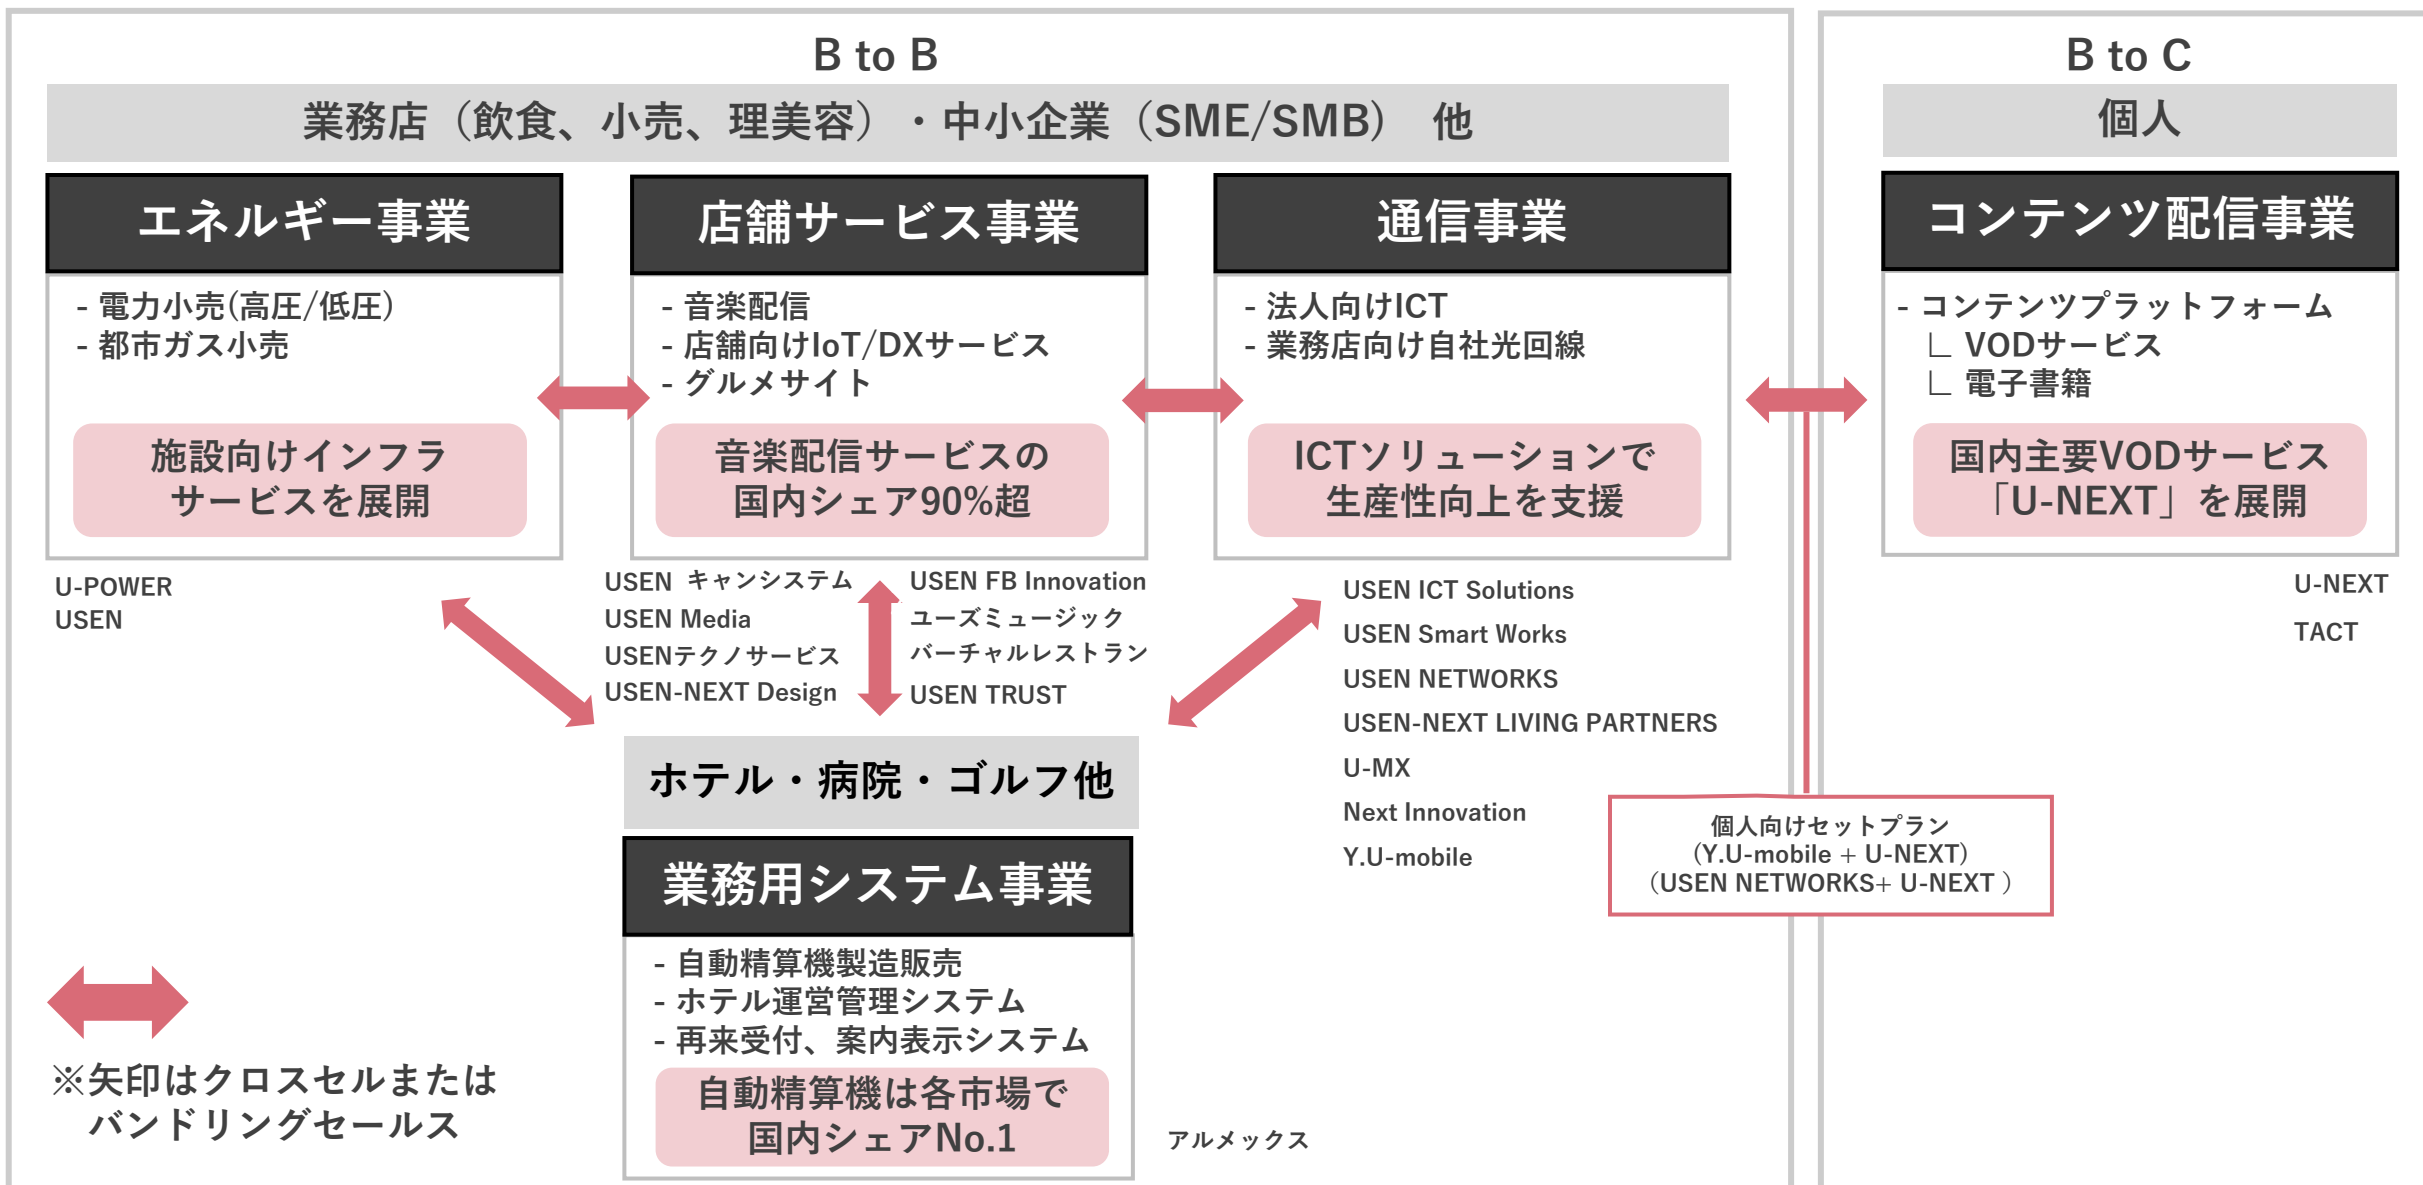 B to B
業務店（飲食、小売、理美容）・中小企業（SME/SMB） 他
エネルギー事業
- 電力小売(高圧/低圧)
- 都市ガス小売
施設向けインフラ
サービスを展開
U-POWER
USEN
店舗サービス事業
- 音楽配信
- 店舗向けIoT/DXサービス
- グルメサイト
音楽配信サービスの
国内シェア90%超
USEN キャンシステム
USEN Media
USENテクノサービス
USEN-NEXT Design
USEN FB Innovation
ユーズミュージック
バーチャルレストラン
USEN TRUST
通信事業
- 法人向けICT
- 業務店向け自社光回線
ICTソリューションで
生産性向上を支援
USEN ICT Solutions
USEN Smart Works
USEN NETWORKS
USEN-NEXT LIVING PARTNERS
U-MX
Next Innovation
Y.U-mobile
ホテル・病院・ゴルフ他
業務用システム事業
- 自動精算機製造販売
- ホテル運営管理システム
- 再来受付、案内表示システム
自動精算機は各市場で
国内シェアNo.1
アルメックス
※矢印はクロスセルまたは
バンドリングセールス
B to C
個人
コンテンツ配信事業
- コンテンツプラットフォーム
∟ VODサービス
∟ 電子書籍
国内主要VODサービス
「U-NEXT」を展開
U-NEXT
TACT
個人向けセットプラン
(Y.U-mobile + U-NEXT)
（USEN NETWORKS+ U-NEXT ）